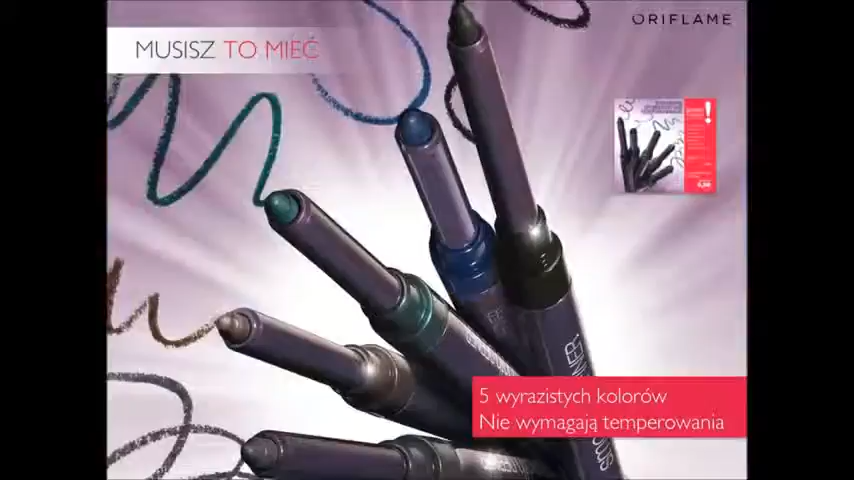 ORIFLAME
MUSISZ TO MIEĆ
5 wyrazistych kolorów
Nie wymagają temperowania